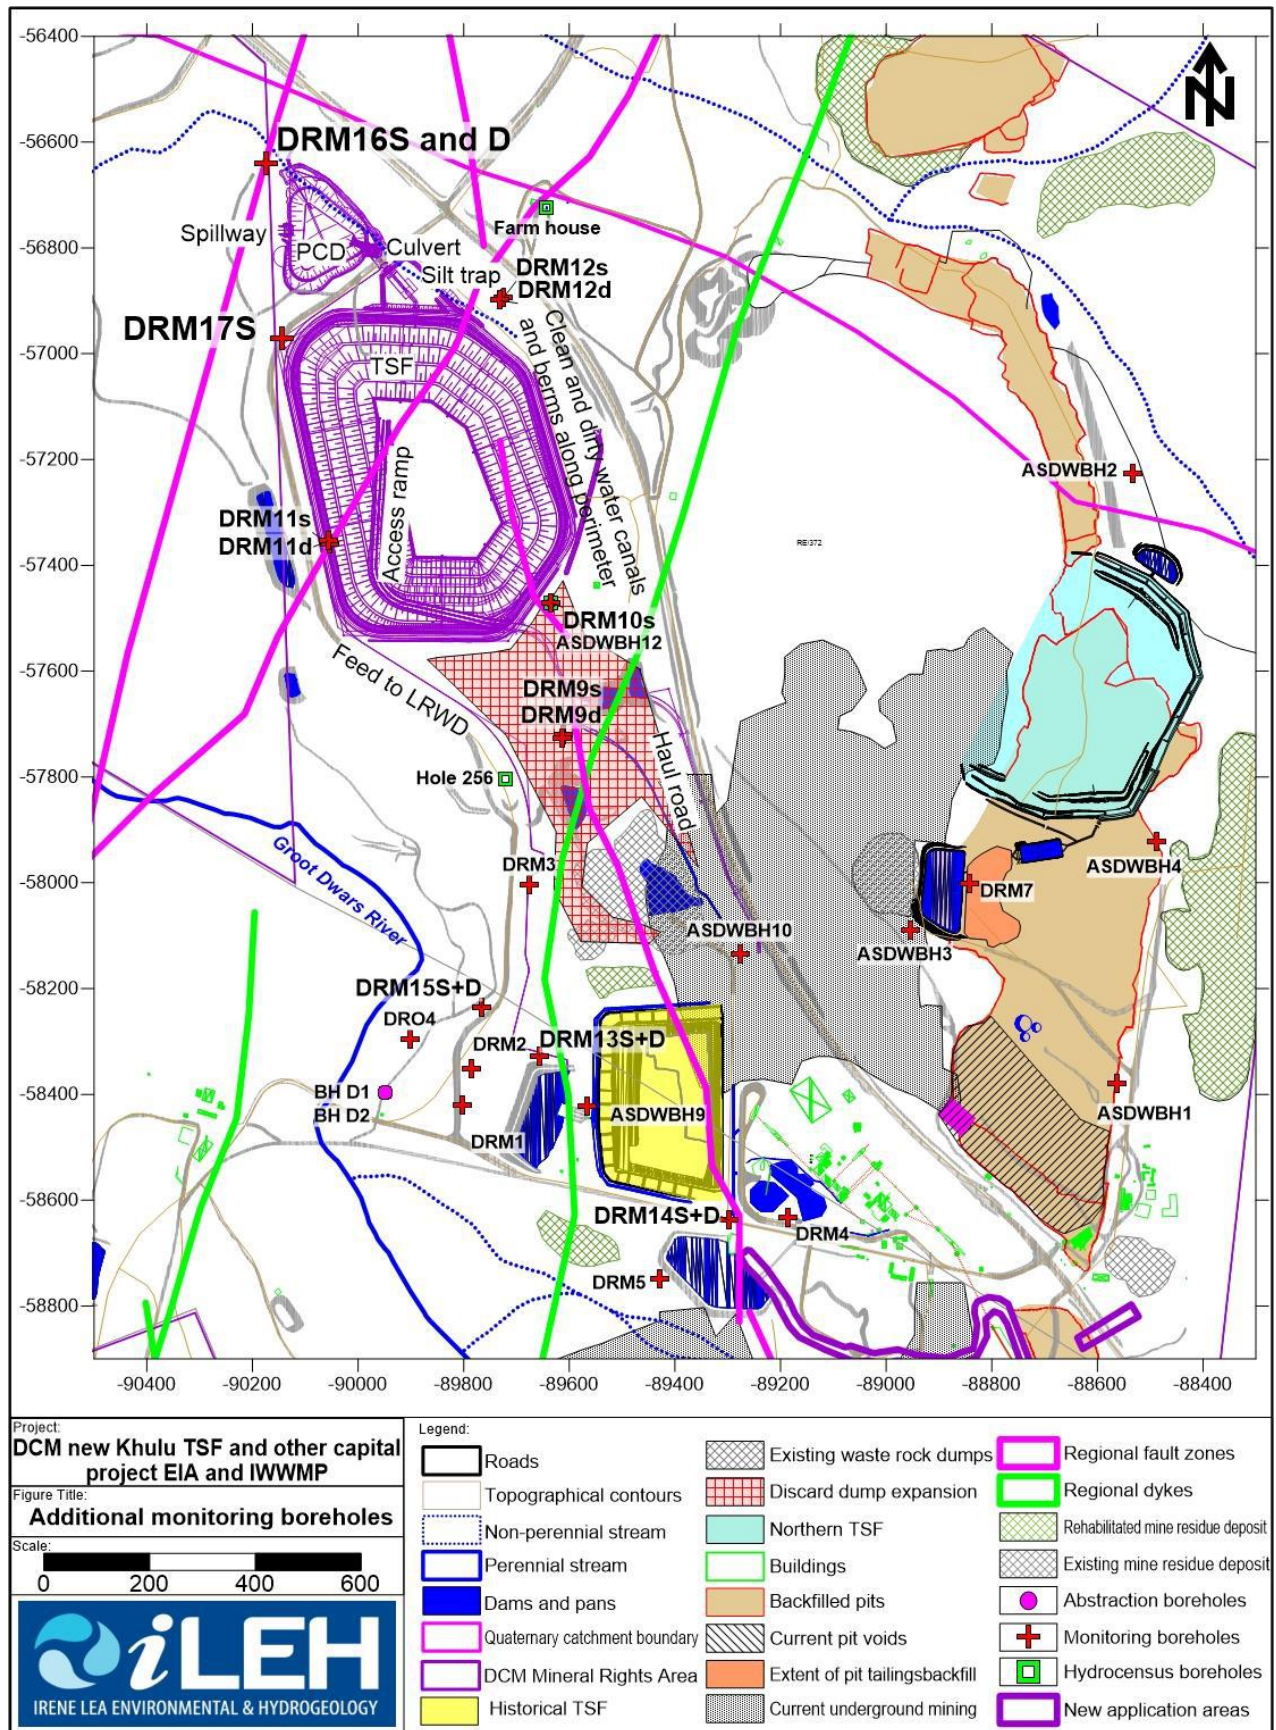 -56400
-56600
-56800
-57000
-57200
-57400
-57600
-57800
-58000
-58200
-58400
-58600
-58800
-90400
-90200
-90000
-89800
-89600
-89400
-89200
-89000
-88800
-88600
-88400
N
DRM16S and D
Spillway
PCD
Culvert
Silt trap
Farm house
DRM12s
DRM12d
DRM17S
TSF
Clean and dirty water canals
and berms along perimeter
Access ramp
ASDWBH2
DRM11s
DRM11d
RE/372
DRM10s
ASDWBH12
Feed to LRWD
DRM9s
DRM9d
Haul road
Hole 256
Groot Dwars River
DRM3
ASDWBH4
DRM7
ASDWBH10
ASDWBH3
DRM15S+D
DRO4
DRM2
DRM13S+D
BH D1
BH D2
ASDWBH9
ASDWBH1
DRM1
DRM14S+D
DRM4
DRM5
Project:
DCM new Khulu TSF and other capital
project EIA and IWWMP
Figure Title:
Additional monitoring boreholes
Scale:
0 200 400 600
iLEH
IRENE LEA ENVIRONMENTAL & HYDROGEOLOGY
Legend:
Roads
Topographical contours
Non-perennial stream
Perennial stream
Dams and pans
Quaternary catchment boundary
DCM Mineral Rights Area
Historical TSF
Existing waste rock dumps
Discard dump expansion
Northern TSF
Buildings
Backfilled pits
Current pit voids
Extent of pit tailingsbackfill
Current underground mining
Regional fault zones
Regional dykes
Rehabilitated mine residue deposit
Existing mine residue deposit
Abstraction boreholes
Monitoring boreholes
Hydrocensus boreholes
New application areas